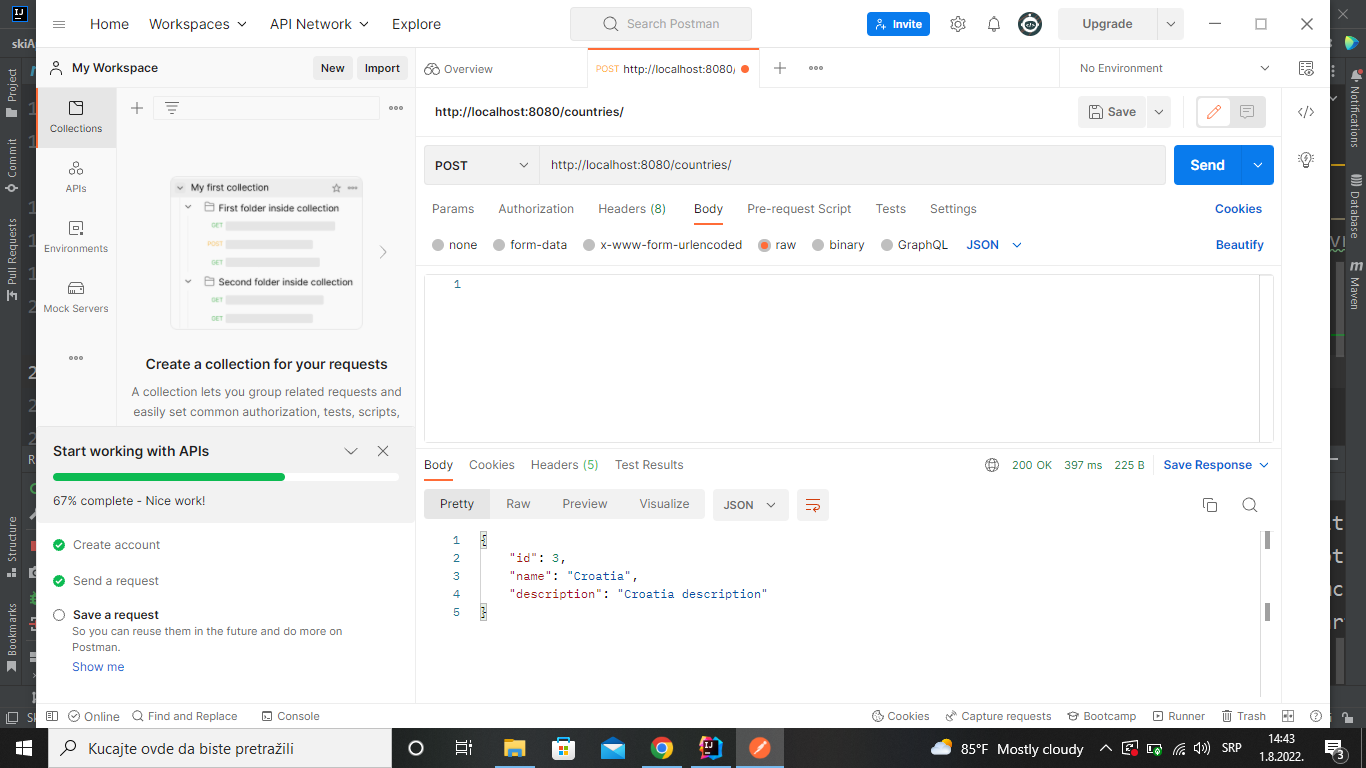 Home Workspaces API Network Explore Search Postman Invite Upgrade
My Workspace New Import Overview POST http://localhost:8080/ No Environment
Collections
APIs
Environments
Mock Servers
My first collection
First folder inside collection
GET
POST
GET
Second folder inside collection
GET
GET
Create a collection for your requests
A collection lets you group related requests and
easily set common authorization, tests, scripts,
Start working with APIs
67% complete - Nice work!
Create account
Send a request
Save a request
So you can reuse them in the future and do more on
Postman.
Show me
http://localhost:8080/countries/ Save
POST http://localhost:8080/countries/ Send
Params Authorization Headers (8) Body Pre-request Script Tests Settings Cookies
none form-data x-www-form-urlencoded raw binary GraphQL JSON Beautify
1
Body Cookies Headers (5) Test Results 200 OK 397 ms 225 B Save Response
Pretty Raw Preview Visualize JSON
1 {
2 "id": 3,
3 "name": "Croatia",
4 "description": "Croatia description"
5 }
Online Find and Replace Console Cookies Capture requests Bootcamp Runner Trash
Project
Commit
Pull Requests
Structure
Bookmarks
Notifications
Database
Maven
Kucajte ovde da biste pretražili 85°F Mostly cloudy SRP 14:43
1.8.2022. 3